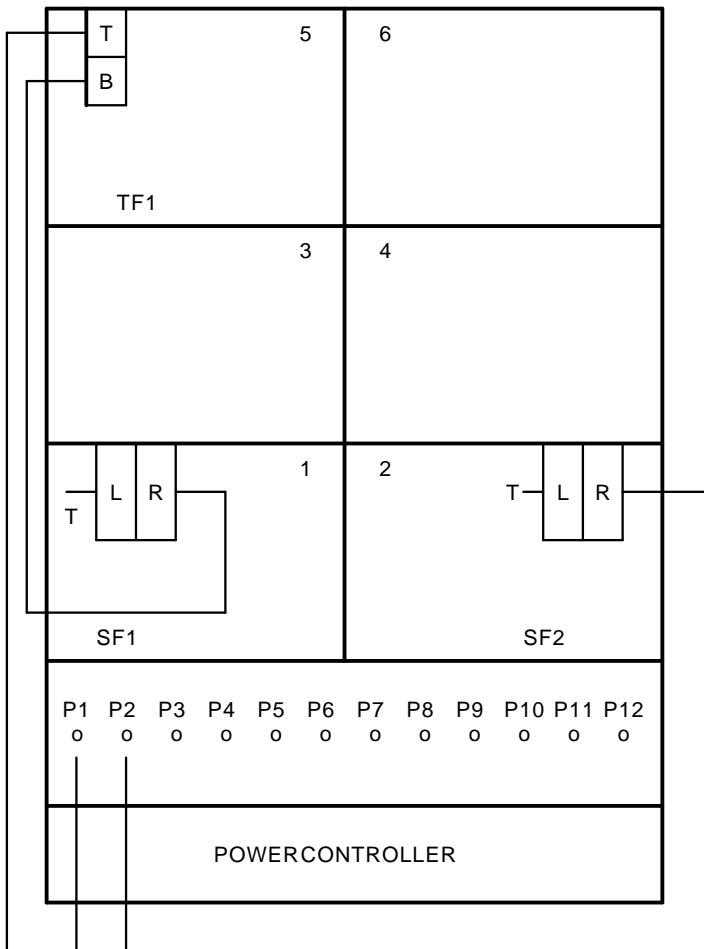 T 5 6
B
TF1
3 4
1 2
L R T L R
T
SF1 SF2
P1 P2 P3 P4 P5 P6 P7 P8 P9 P10 P11 P12
o o o o o o o o o o o o
POWERCONTROLLER